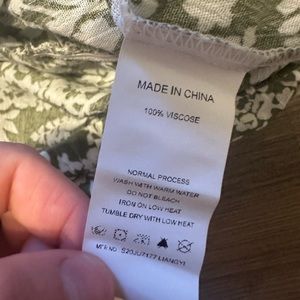 MADE IN CHINA
100% VISCOSE
NORMAL PROCESS
WASH WITH WARM WATER
DO NOT BLEACH
IRON ON LOW HEAT
TUMBLE DRY WITH LOW HEAT
LIANGYI